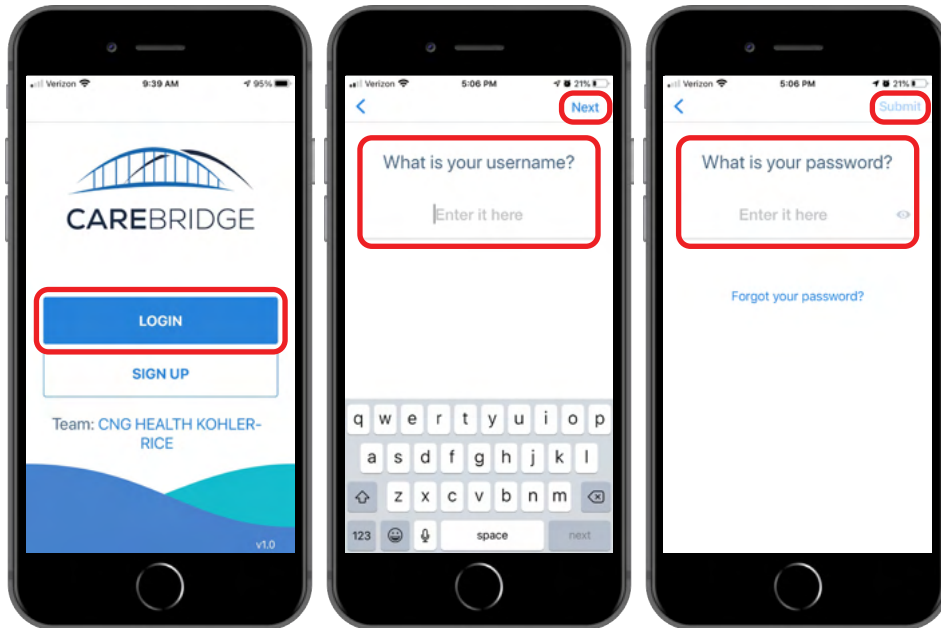 Verizon 9:39 AM 95%
CAREBRIDGE
LOGIN
SIGN UP
Team: CNG HEALTH KOHLER-
RICE
v1.0
Verizon 5:06 PM 21%
Next
What is your username?
Enter it here
q w e r t y u i o p
a s d f g h j k l
z x c v b n m
123 space next
Verizon 5:06 PM 21%
Submit
What is your password?
Enter it here
Forgot your password?